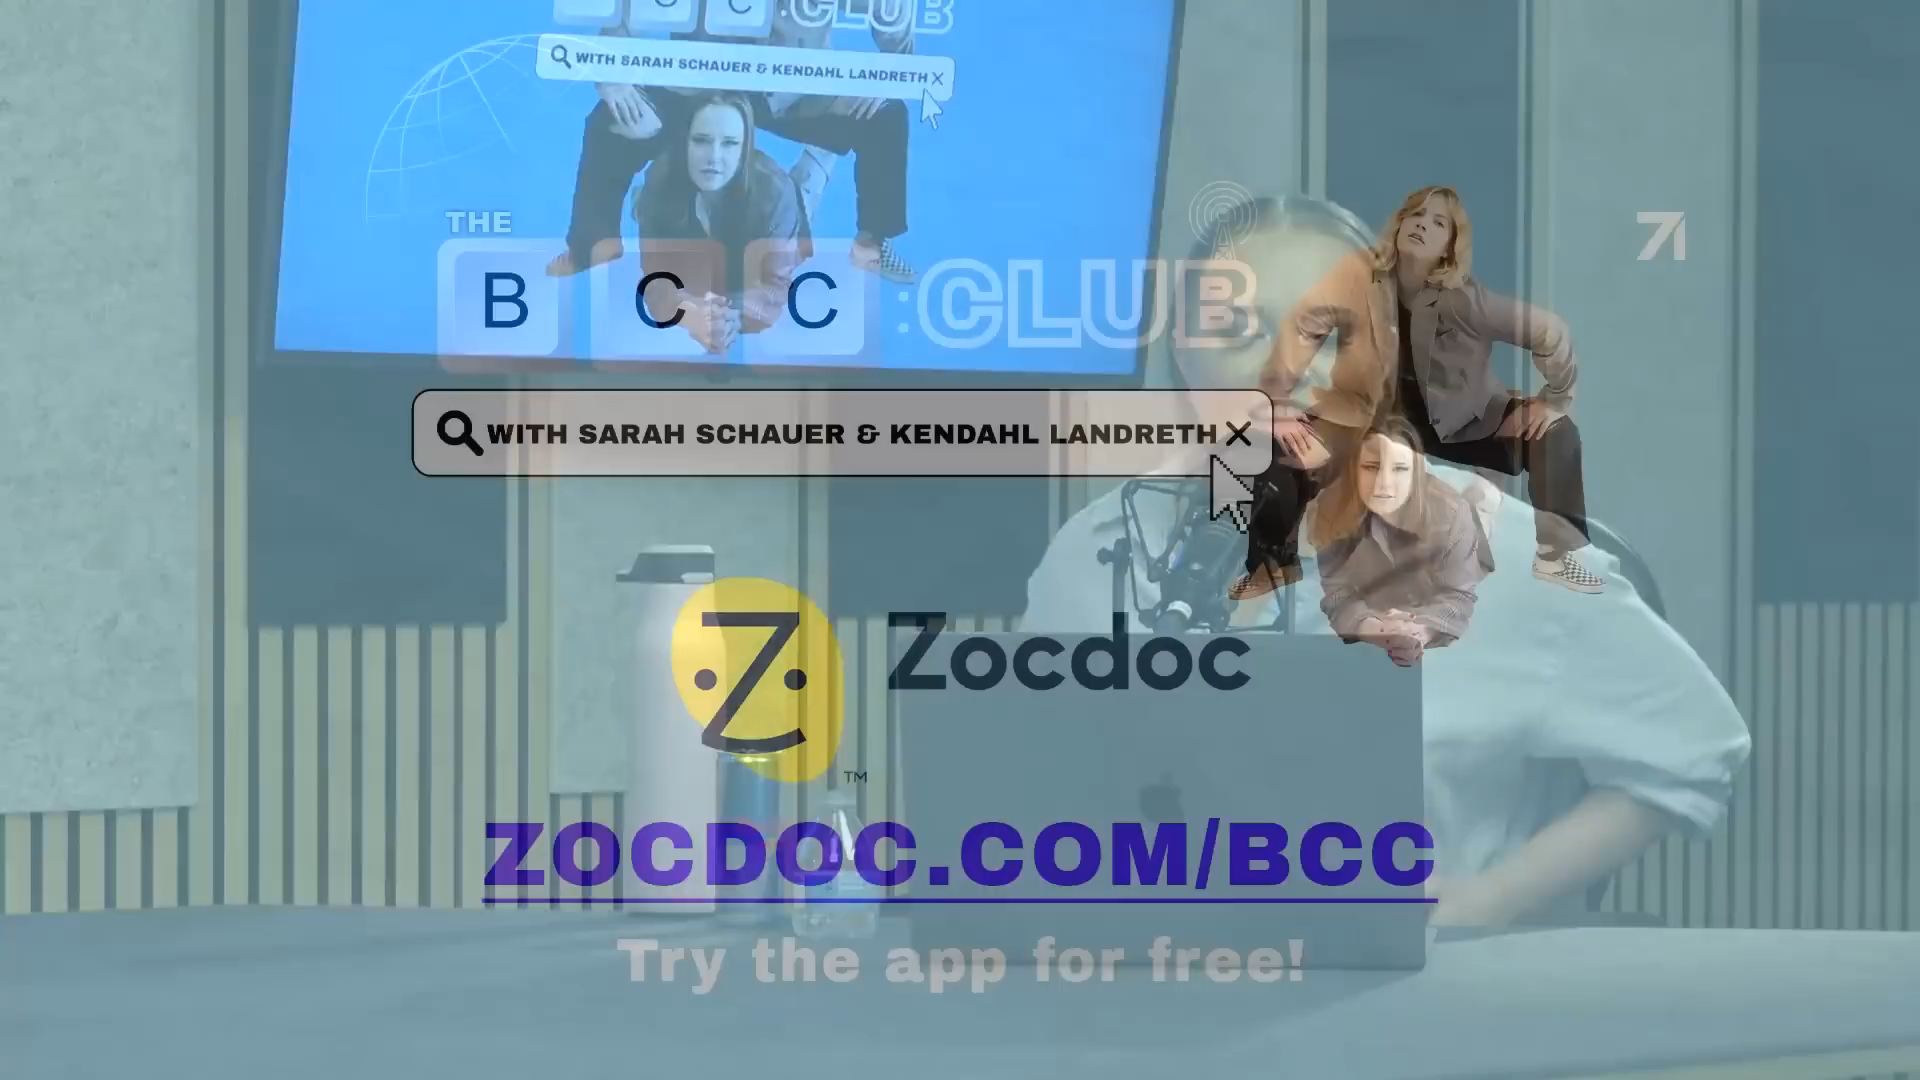 :CLUB
WITH SARAH SCHAUER & KENDAHL LANDRETH
THE
B C C :CLUB
WITH SARAH SCHAUER & KENDAHL LANDRETH
Zocdoc
TM
ZOCDOC.COM/BCC
Try the app for free!